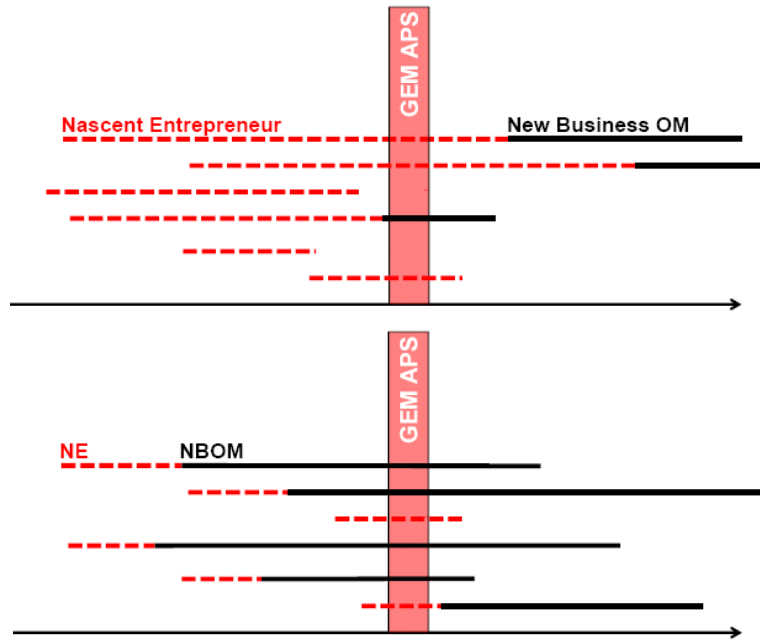 GEM APS
Nascent Entrepreneur
New Business OM
GEM APS
NE
NBOM